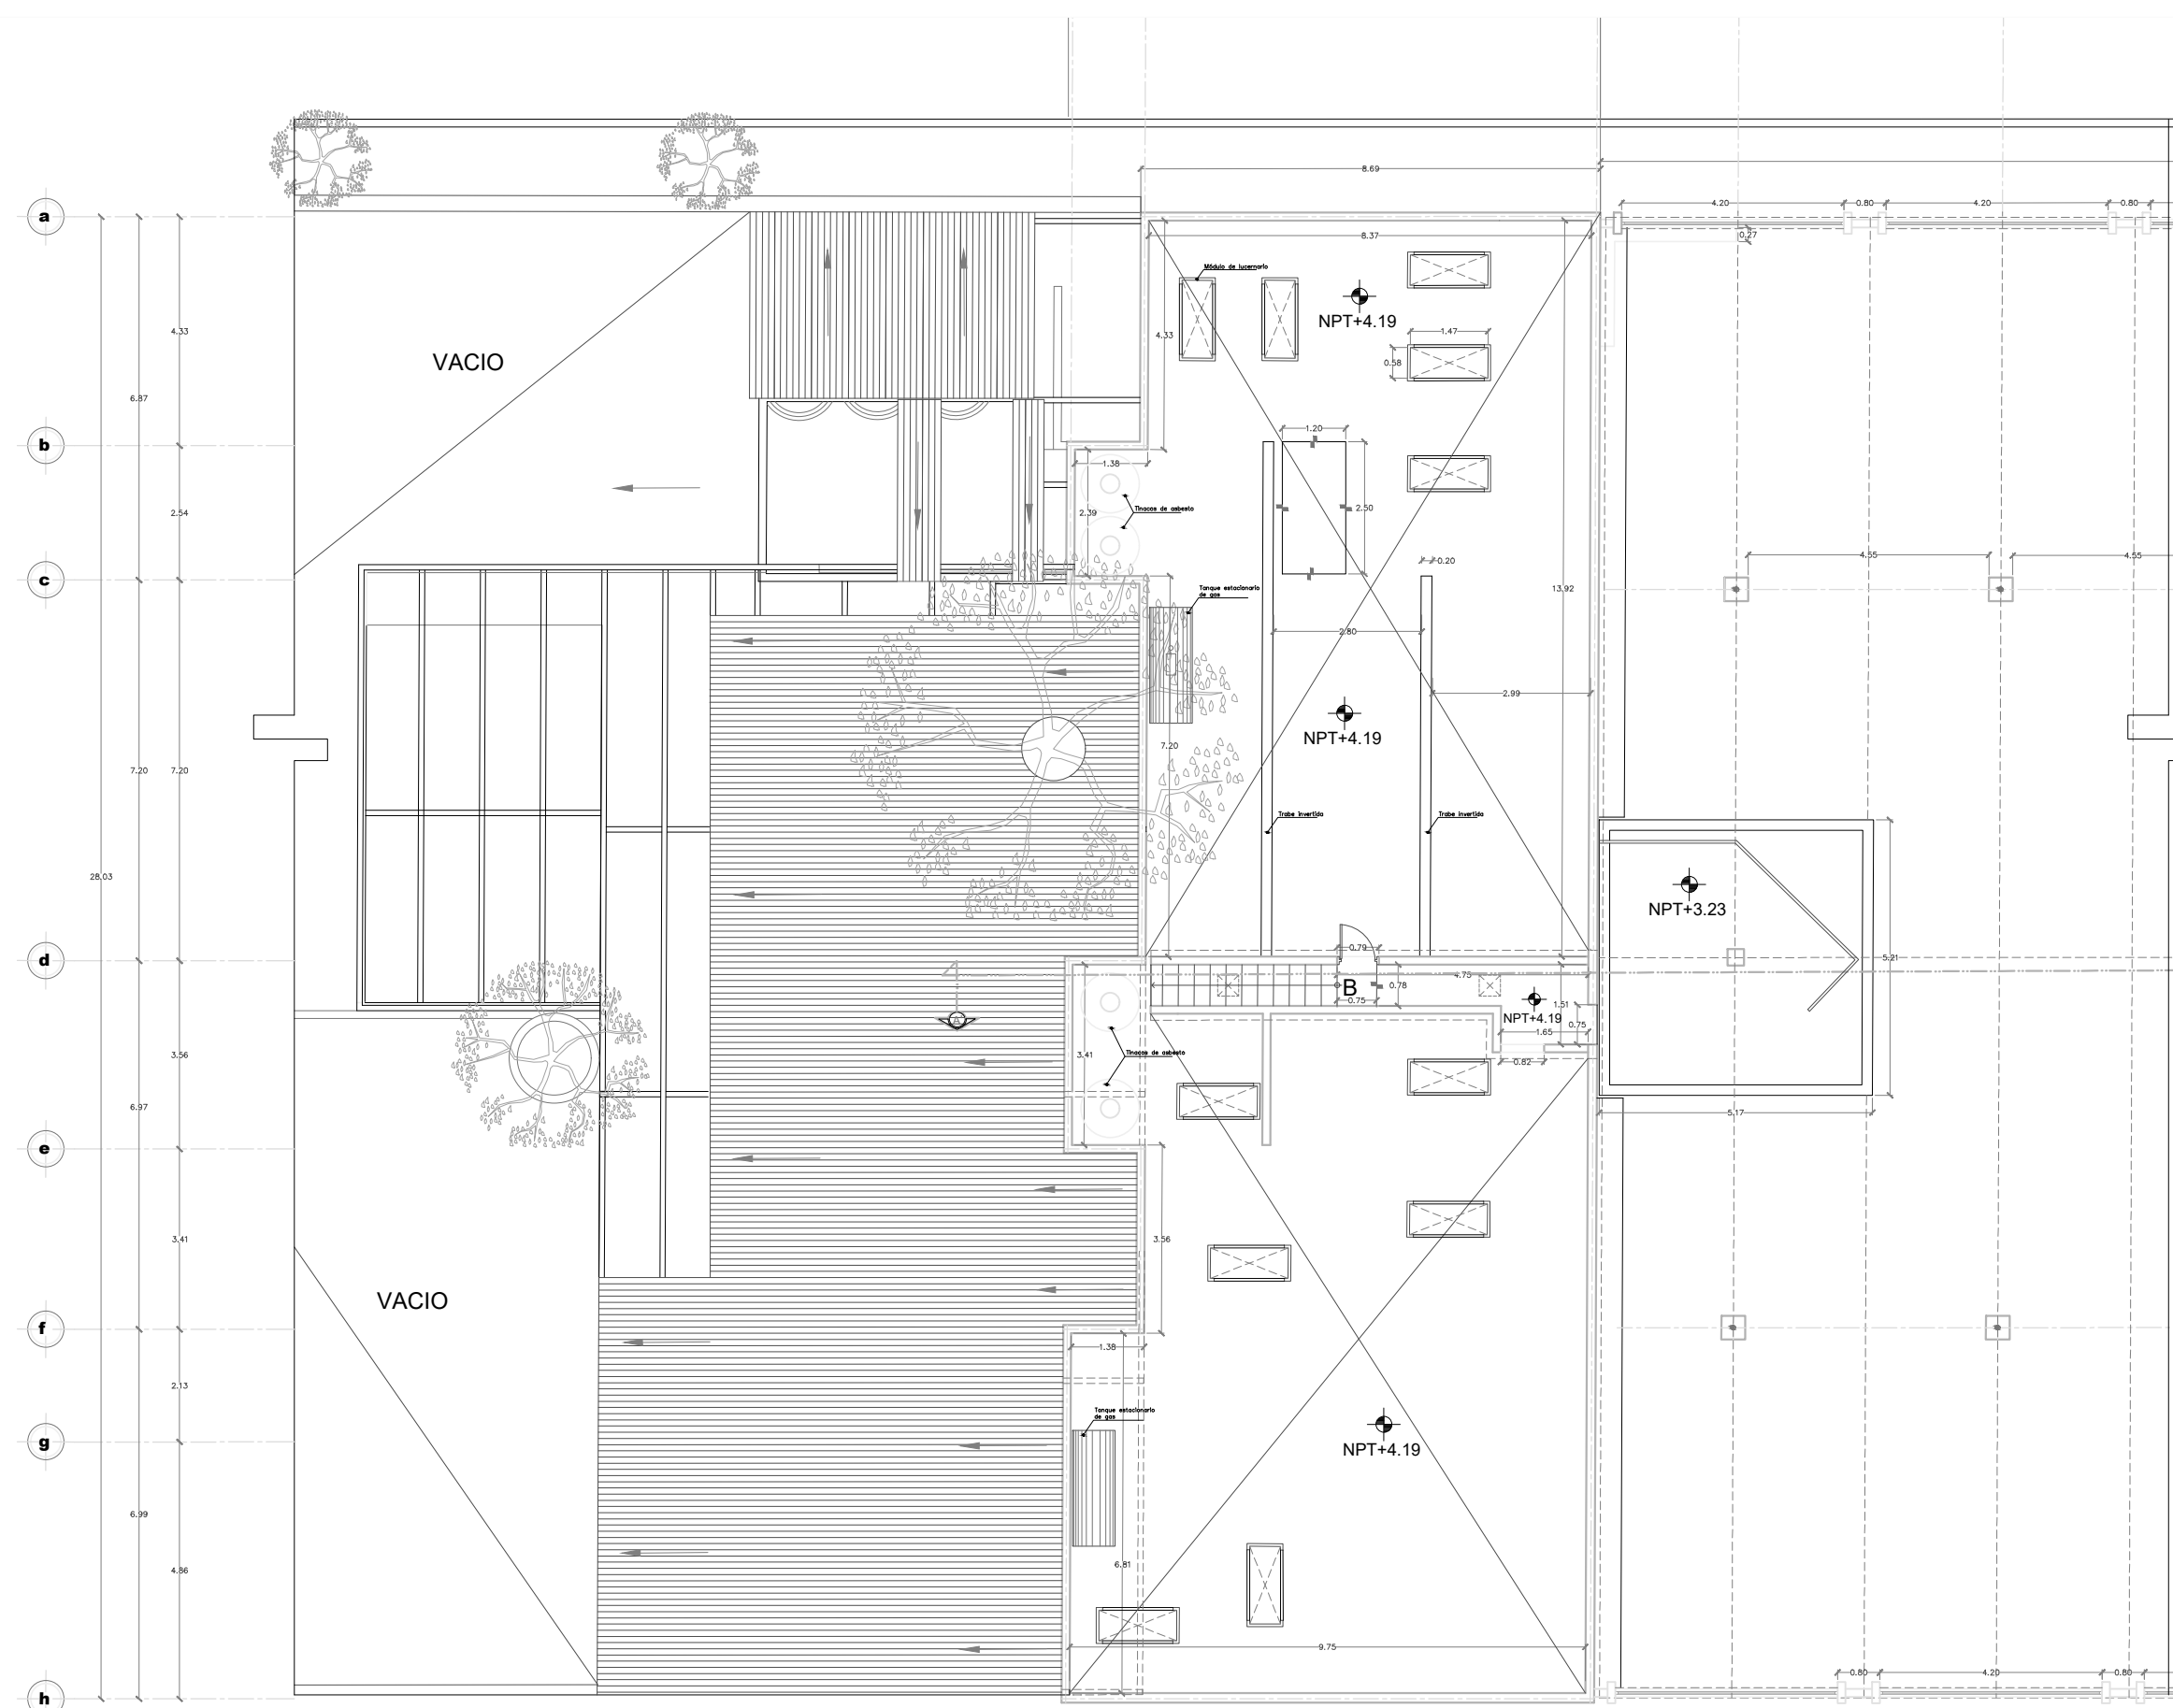 8.69
a
4.20
0.80
4.20
0.80
8.37
0.27
Módulo de lucernario
NPT+4.19
4.33
4.33
1.47
0.58
VACIO
6.87
1.20
b
1.38
2.54
2.39
Tinacos de asbesto
2.50
4.55
4.55
0.20
c
Tanque estacionario
de gas
13.92
2.80
2.99
NPT+4.19
7.20
7.20
7.20
Trabe invertida
Trabe invertida
28.03
NPT+3.23
d
0.79
4.75
5.21
B
0.78
0.75
1.51
NPT+4.19
0.75
1.65
A
3.56
3.41
Tinacos de asbesto
0.82
6.97
5.17
e
3.41
3.56
VACIO
f
1.38
2.13
Tanque estacionario
de gas
g
NPT+4.19
6.99
4.86
6.81
9.75
0.80
4.20
0.80
h